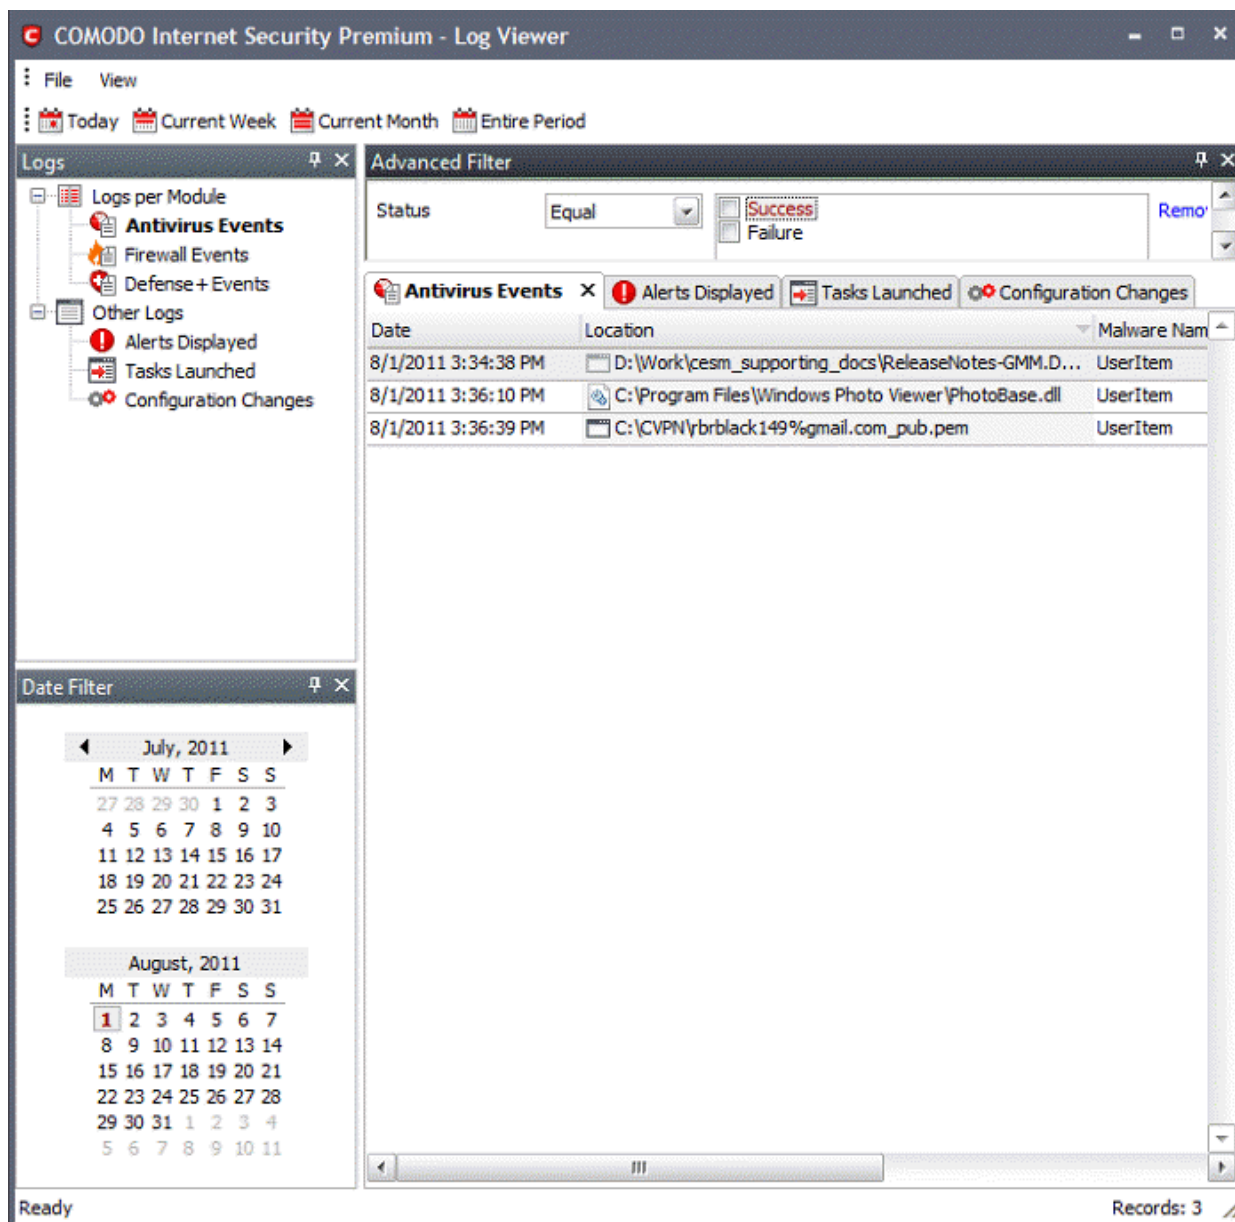 COMODO Internet Security Premium - Log Viewer
File View
Today Current Week Current Month Entire Period
Logs
Logs per Module
Antivirus Events
Firewall Events
Defense+ Events
Other Logs
Alerts Displayed
Tasks Launched
Configuration Changes
Advanced Filter
Status Equal Success Remo
Failure
Antivirus Events Alerts Displayed Tasks Launched Configuration Changes
Date Location Malware Nam
8/1/2011 3:34:38 PM D:\Work\cesm_supporting_docs\ReleaseNotes-GMM.D... UserItem
8/1/2011 3:36:10 PM C:\Program Files\Windows Photo Viewer\PhotoBase.dll UserItem
8/1/2011 3:36:39 PM C:\CVPN\rbrblack149%gmail.com_pub.pem UserItem
Date Filter
July, 2011
M T W T F S S
27 28 29 30 1 2 3
4 5 6 7 8 9 10
11 12 13 14 15 16 17
18 19 20 21 22 23 24
25 26 27 28 29 30 31
August, 2011
M T W T F S S
1 2 3 4 5 6 7
8 9 10 11 12 13 14
15 16 17 18 19 20 21
22 23 24 25 26 27 28
29 30 31 1 2 3 4
5 6 7 8 9 10 11
Ready Records: 3